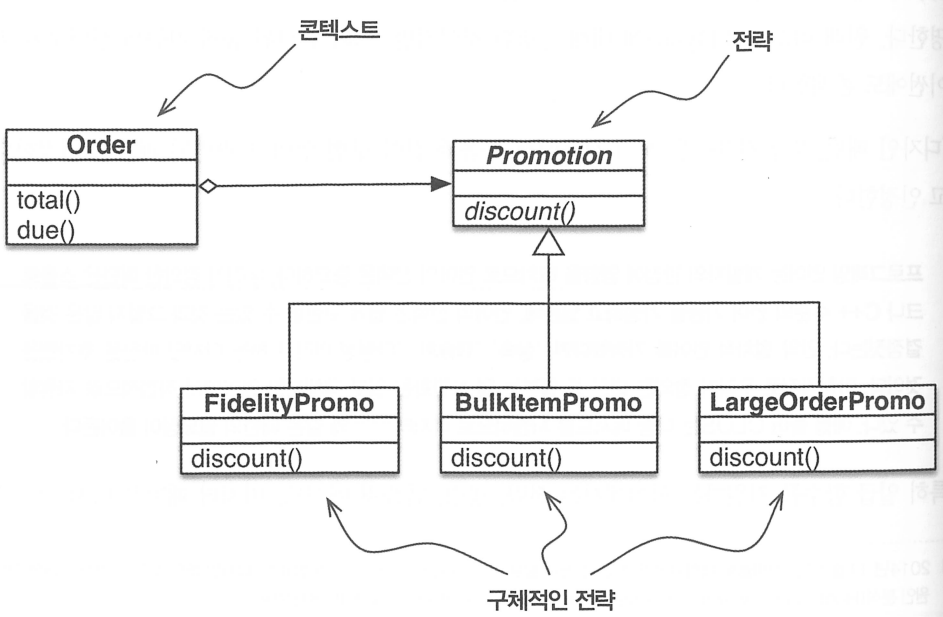 콘텍스트
전략
Order
total()
due()
Promotion
discount()
FidelityPromo
discount()
BulkItemPromo
discount()
LargeOrderPromo
discount()
구체적인 전략